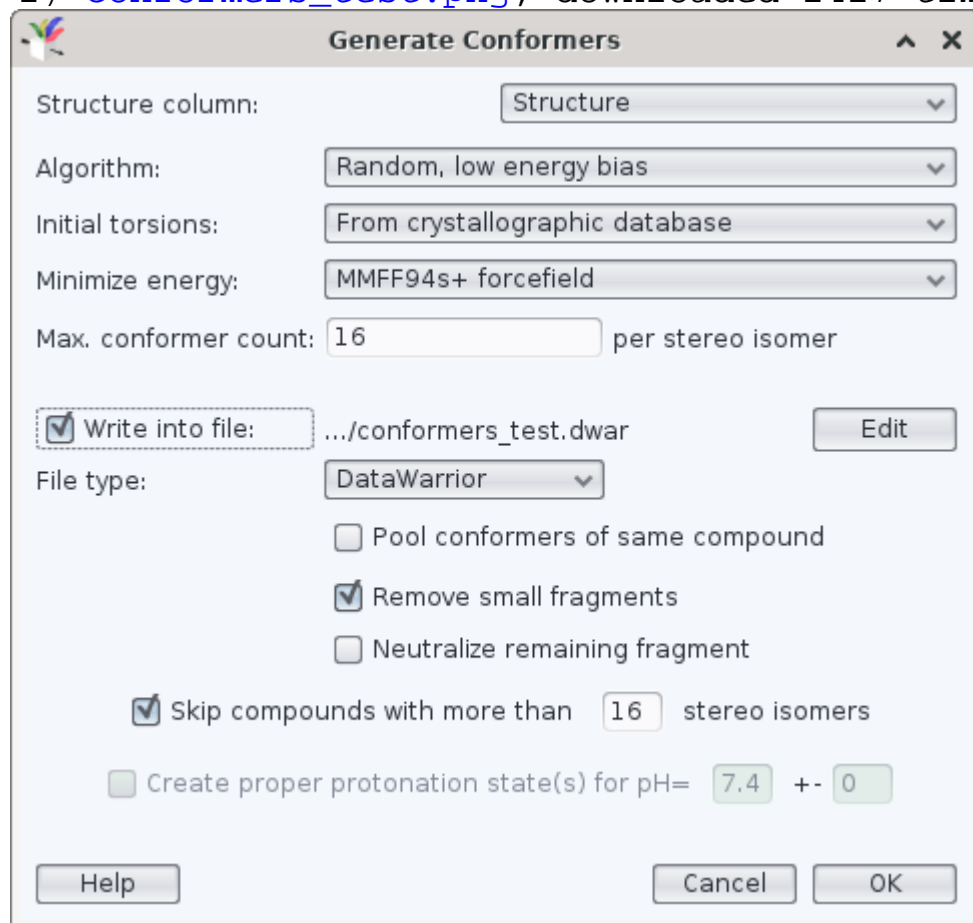 conformers_test.png, downloaded
Generate Conformers
Structure column: Structure
Algorithm: Random, low energy bias
Initial torsions: From crystallographic database
Minimize energy: MMFF94s+ forcefield
Max. conformer count: 16 per stereo isomer
Write into file: .../conformers_test.dwar Edit
File type: DataWarrior
Pool conformers of same compound
Remove small fragments
Neutralize remaining fragment
Skip compounds with more than 16 stereo isomers
Create proper protonation state(s) for pH= 7.4 +- 0
Help Cancel OK